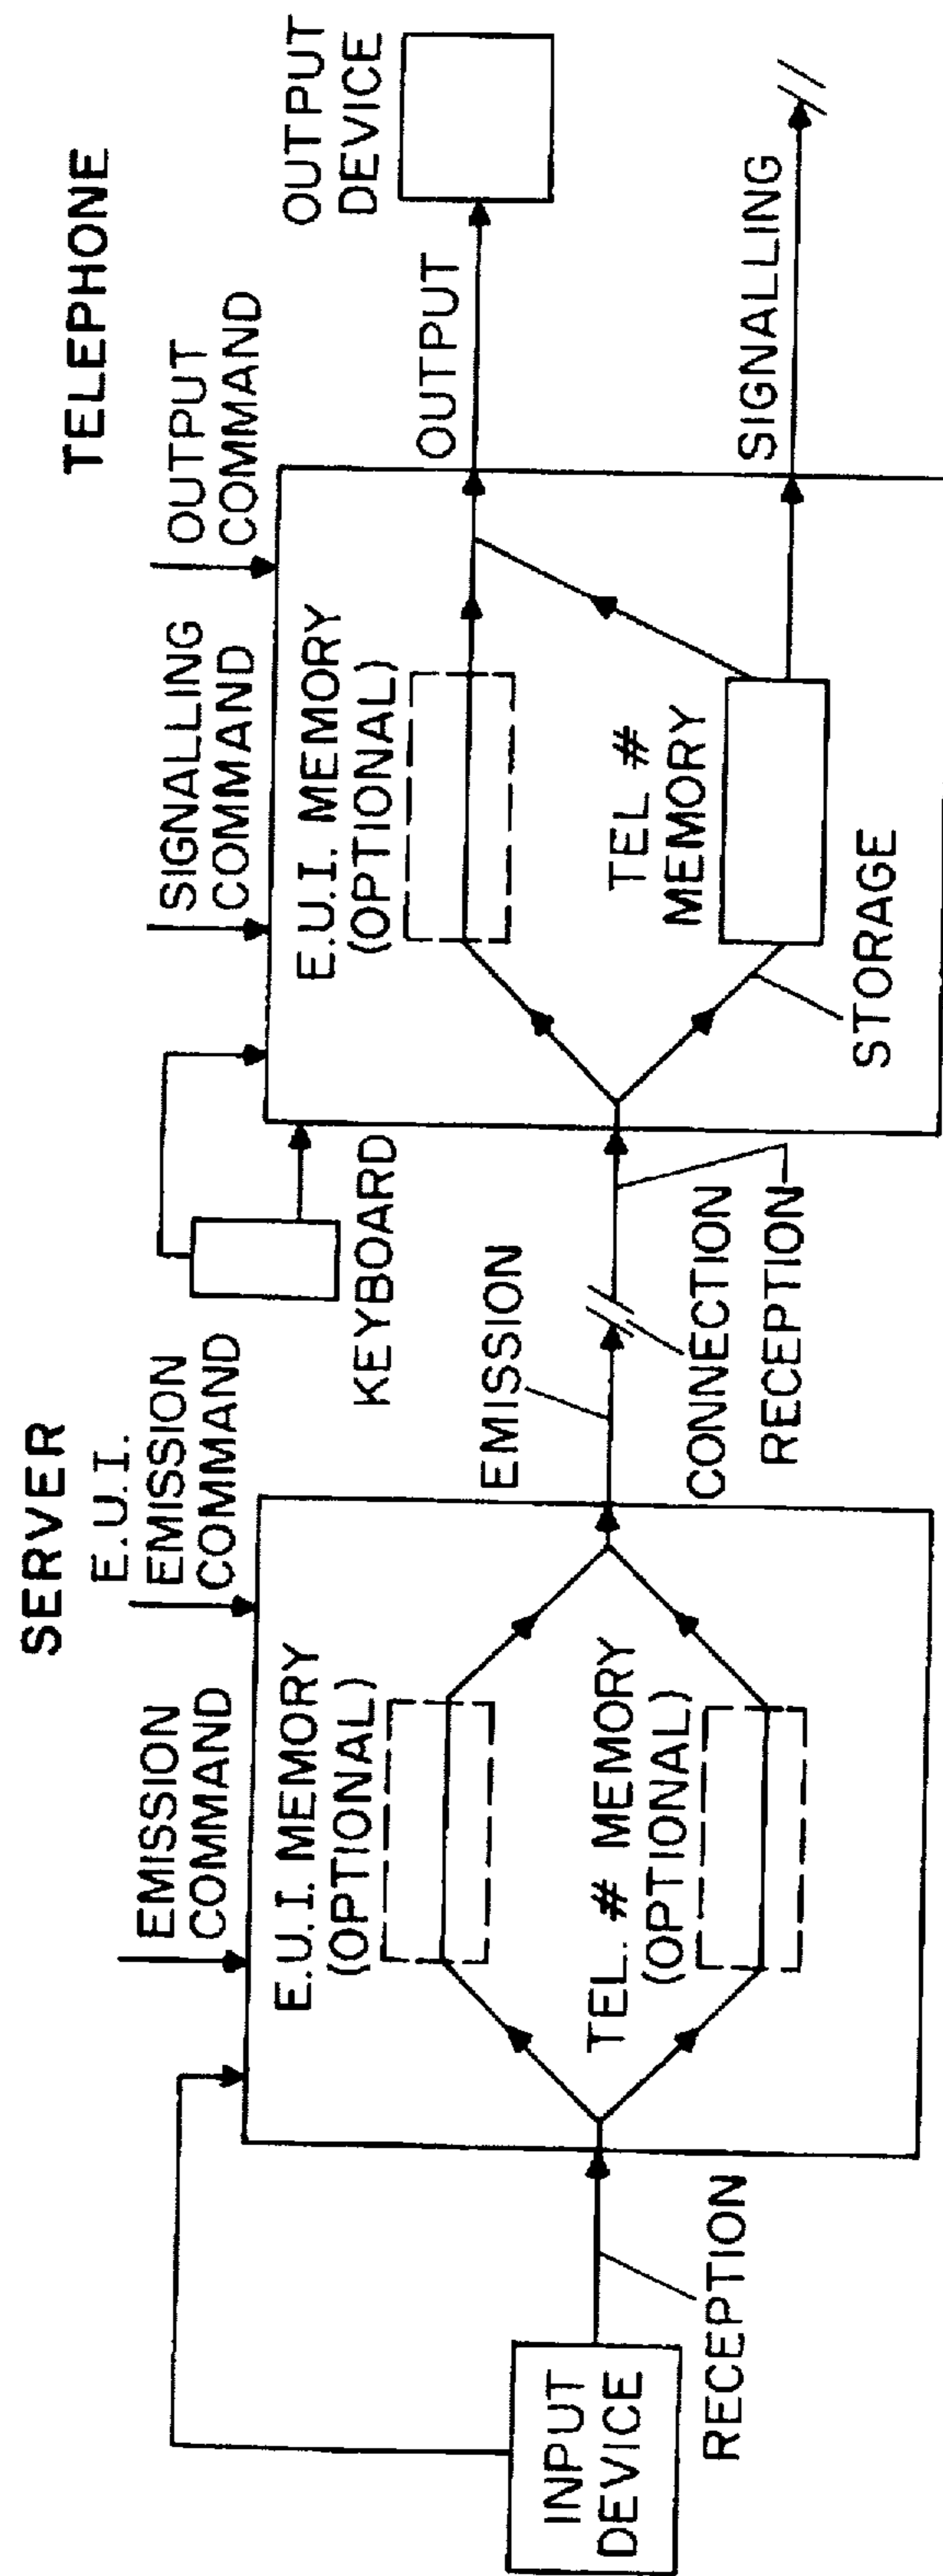 SERVER
TELEPHONE
EMISSION
COMMAND
E.U.I.
EMISSION
COMMAND
SIGNALLING
COMMAND
OUTPUT
COMMAND
INPUT
DEVICE
RECEPTION
E.U.I. MEMORY
(OPTIONAL)
TEL. # MEMORY
(OPTIONAL)
EMISSION
CONNECTION
RECEPTION
KEYBOARD
E.U.I. MEMORY
(OPTIONAL)
TEL #
MEMORY
STORAGE
OUTPUT
OUTPUT
DEVICE
SIGNALLING